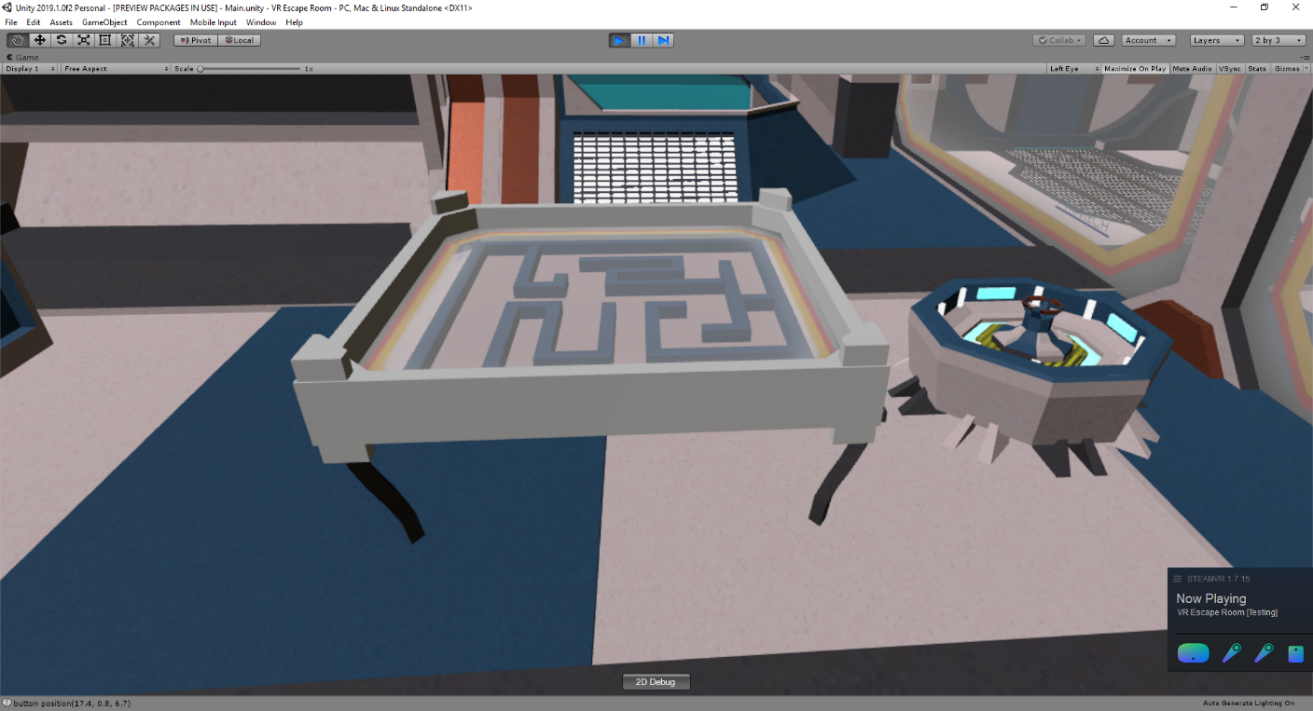 Unity 2019.1.0f2 Personal - [PREVIEW PACKAGES IN USE] - Main.unity - VR Escape Room - PC, Mac & Linux Standalone <DX11>
File Edit Assets GameObject Component Mobile Input Window Help
Pivot Local Collab Account Layers 2 by 3
Game
Display 1 Free Aspect Scale 1x Left Eye Maximize On Play Mute Audio VSync Stats Gizmos
STEAMVR 1.7.15
Now Playing
VR Escape Room [Testing]
2D Debug
button position(17.4, 0.8, 6.7) Auto Generate Lighting On